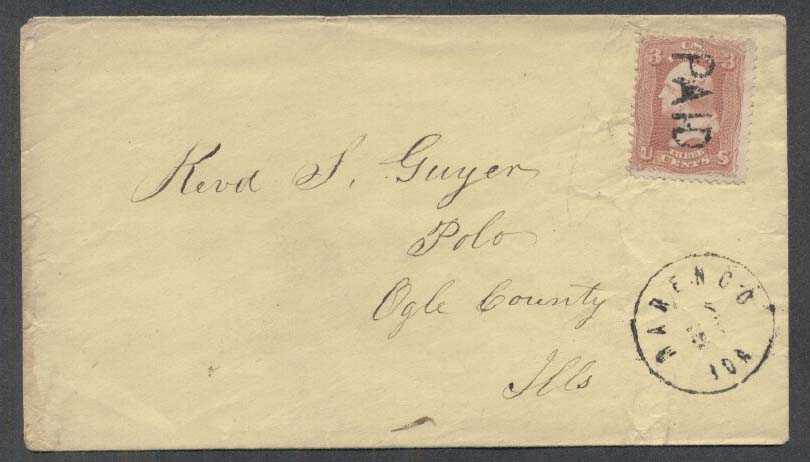 U.S.
3 3
PAID
U THREE S
CENTS
Revd S. Guyer
Polo
Ogle County
Ills
MARENGO
IOA